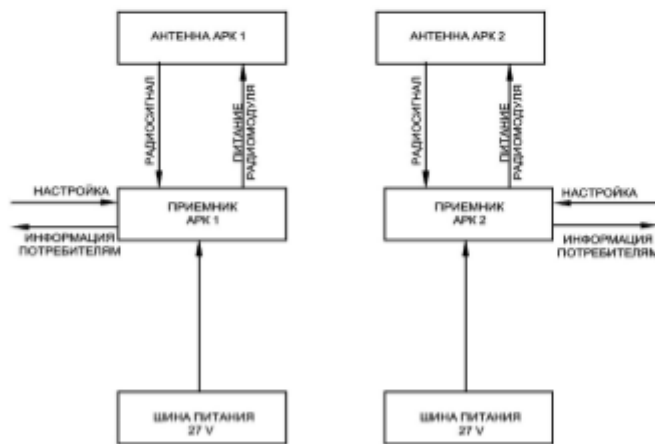 АНТЕННА АРК 1
АНТЕННА АРК 2
РАДИОСИГНАЛ
ПИТАНИЕ
РАДИОМОДУЛЯ
РАДИОСИГНАЛ
ПИТАНИЕ
РАДИОМОДУЛЯ
НАСТРОЙКА
ИНФОРМАЦИЯ
ПОТРЕБИТЕЛЯМ
ПРИЕМНИК
АРК 1
ПРИЕМНИК
АРК 2
НАСТРОЙКА
ИНФОРМАЦИЯ
ПОТРЕБИТЕЛЯМ
ШИНА ПИТАНИЯ
27 V
ШИНА ПИТАНИЯ
27 V